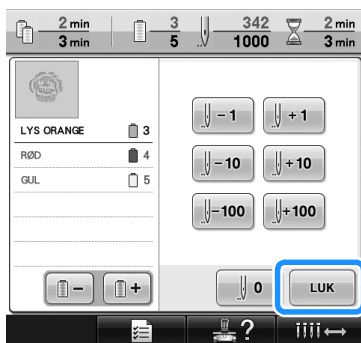 2 min 3 342 2 min
3 min 5 1000 3 min
LYS ORANGE 3
RØD 4
GUL 5
-1 +1
-10 +10
-100 +100
- + 0 LUK
?